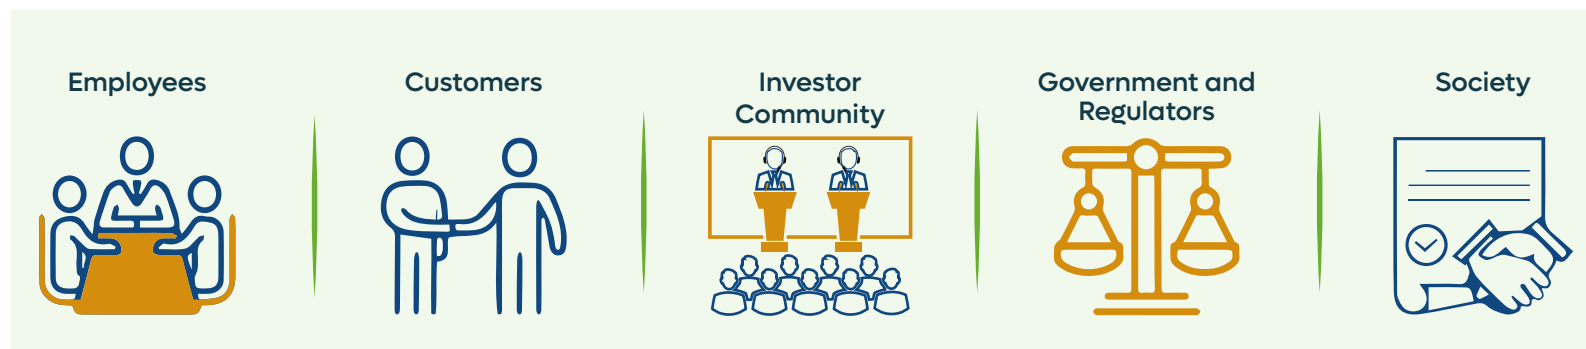 Employees
Customers
Investor
Community
Government and
Regulators
Society